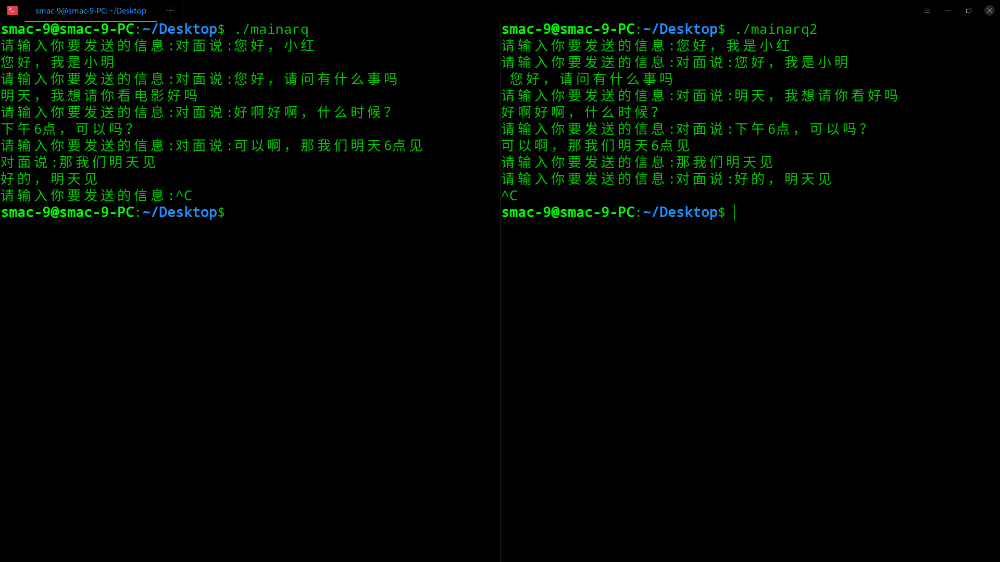 smac-9@smac-9-PC: ~/Desktop
smac-9@smac-9-PC:~/Desktop$ ./mainarq
请输入你要发送的信息:对面说:您好，小红
您好，我是小明
请输入你要发送的信息:对面说:您好，请问有什么事吗
明天，我想请你看电影好吗
请输入你要发送的信息:对面说:好啊好啊，什么时候？
下午6点，可以吗？
请输入你要发送的信息:对面说:可以啊，那我们明天6点见
对面说:那我们明天见
好的，明天见
请输入你要发送的信息:^C
smac-9@smac-9-PC:~/Desktop$
smac-9@smac-9-PC:~/Desktop$ ./mainarq2
请输入你要发送的信息:您好，我是小红
请输入你要发送的信息:对面说:您好，我是小明
您好，请问有什么事吗
请输入你要发送的信息:对面说:明天，我想请你看好吗
好啊好啊，什么时候？
请输入你要发送的信息:对面说:下午6点，可以吗？
可以啊，那我们明天6点见
请输入你要发送的信息:那我们明天见
请输入你要发送的信息:对面说:好的，明天见
^C
smac-9@smac-9-PC:~/Desktop$